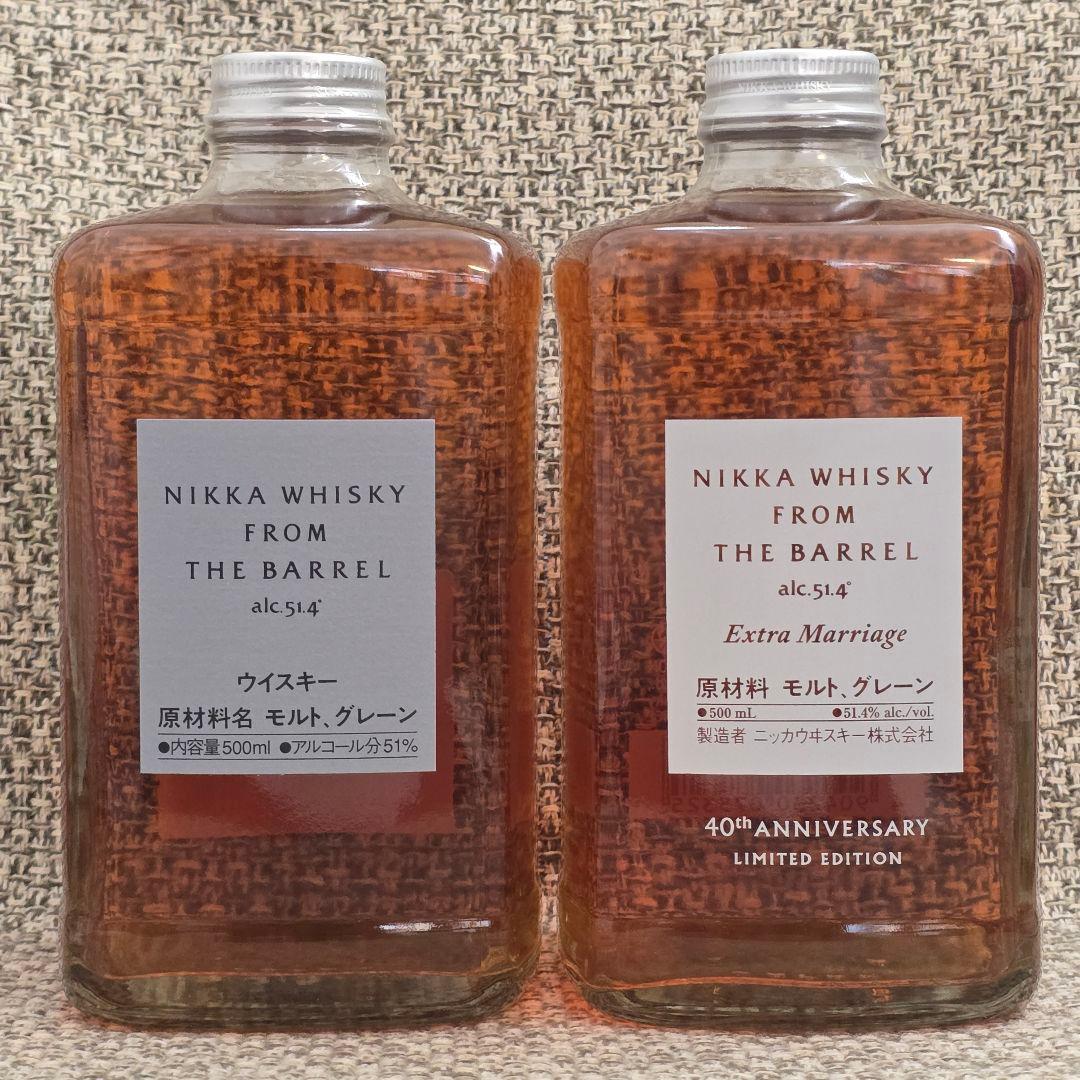 NIKKA WHISKY
FROM
THE BARREL
alc.51.4°
ウイスキー
原材料名 モルト、グレーン
●内容量500ml ●アルコール分51%
NIKKA WHISKY
NIKKA WHISKY
FROM
THE BARREL
alc.51.4°
Extra Marriage
原材料 モルト、グレーン
●500 mL ●51.4% alc./vol.
製造者 ニッカウヰスキー株式会社
40th ANNIVERSARY
LIMITED EDITION